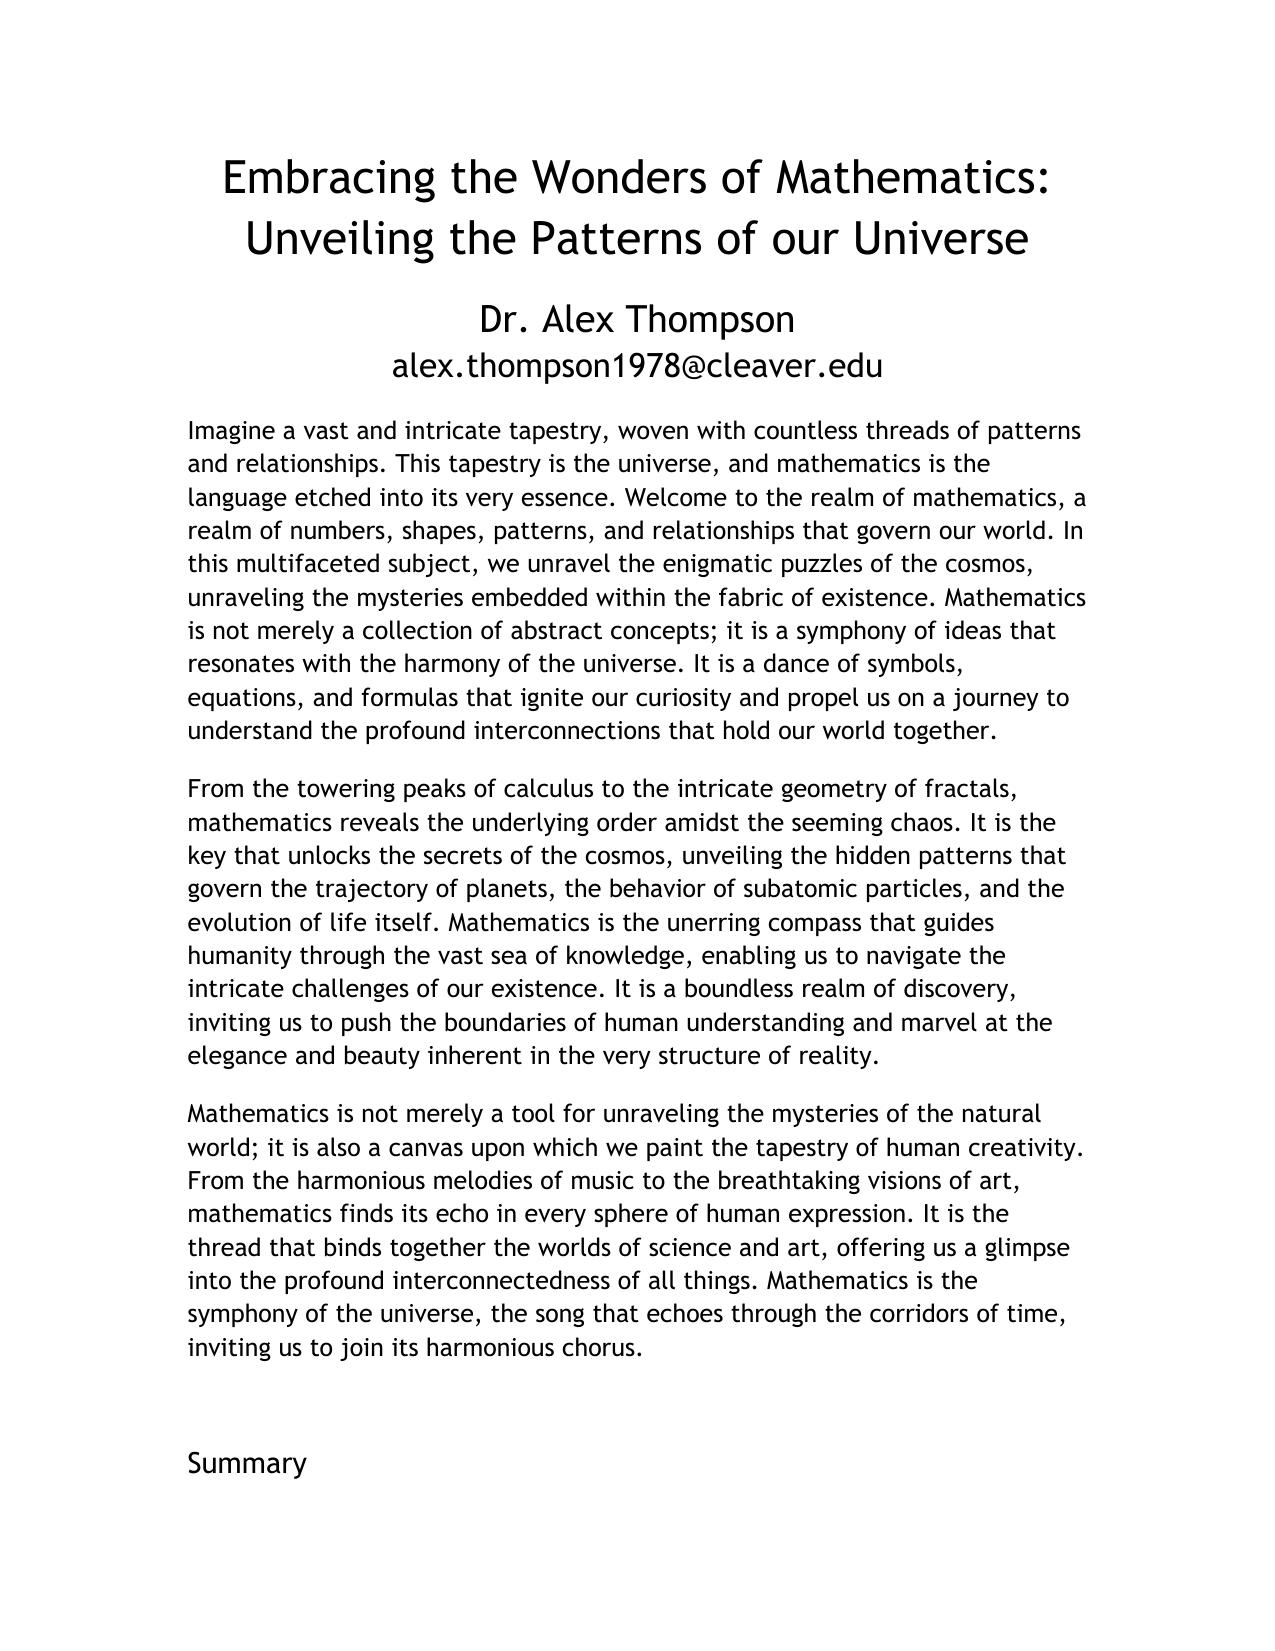 Embracing the Wonders of Mathematics:
Unveiling the Patterns of our Universe
Dr. Alex Thompson
alex.thompson1978@cleaver.edu
Imagine a vast and intricate tapestry, woven with countless threads of patterns
and relationships. This tapestry is the universe, and mathematics is the
language etched into its very essence. Welcome to the realm of mathematics, a
realm of numbers, shapes, patterns, and relationships that govern our world. In
this multifaceted subject, we unravel the enigmatic puzzles of the cosmos,
unraveling the mysteries embedded within the fabric of existence. Mathematics
is not merely a collection of abstract concepts; it is a symphony of ideas that
resonates with the harmony of the universe. It is a dance of symbols,
equations, and formulas that ignite our curiosity and propel us on a journey to
understand the profound interconnections that hold our world together.
From the towering peaks of calculus to the intricate geometry of fractals,
mathematics reveals the underlying order amidst the seeming chaos. It is the
key that unlocks the secrets of the cosmos, unveiling the hidden patterns that
govern the trajectory of planets, the behavior of subatomic particles, and the
evolution of life itself. Mathematics is the unerring compass that guides
humanity through the vast sea of knowledge, enabling us to navigate the
intricate challenges of our existence. It is a boundless realm of discovery,
inviting us to push the boundaries of human understanding and marvel at the
elegance and beauty inherent in the very structure of reality.
Mathematics is not merely a tool for unraveling the mysteries of the natural
world; it is also a canvas upon which we paint the tapestry of human creativity.
From the harmonious melodies of music to the breathtaking visions of art,
mathematics finds its echo in every sphere of human expression. It is the
thread that binds together the worlds of science and art, offering us a glimpse
into the profound interconnectedness of all things. Mathematics is the
symphony of the universe, the song that echoes through the corridors of time,
inviting us to join its harmonious chorus.
Summary